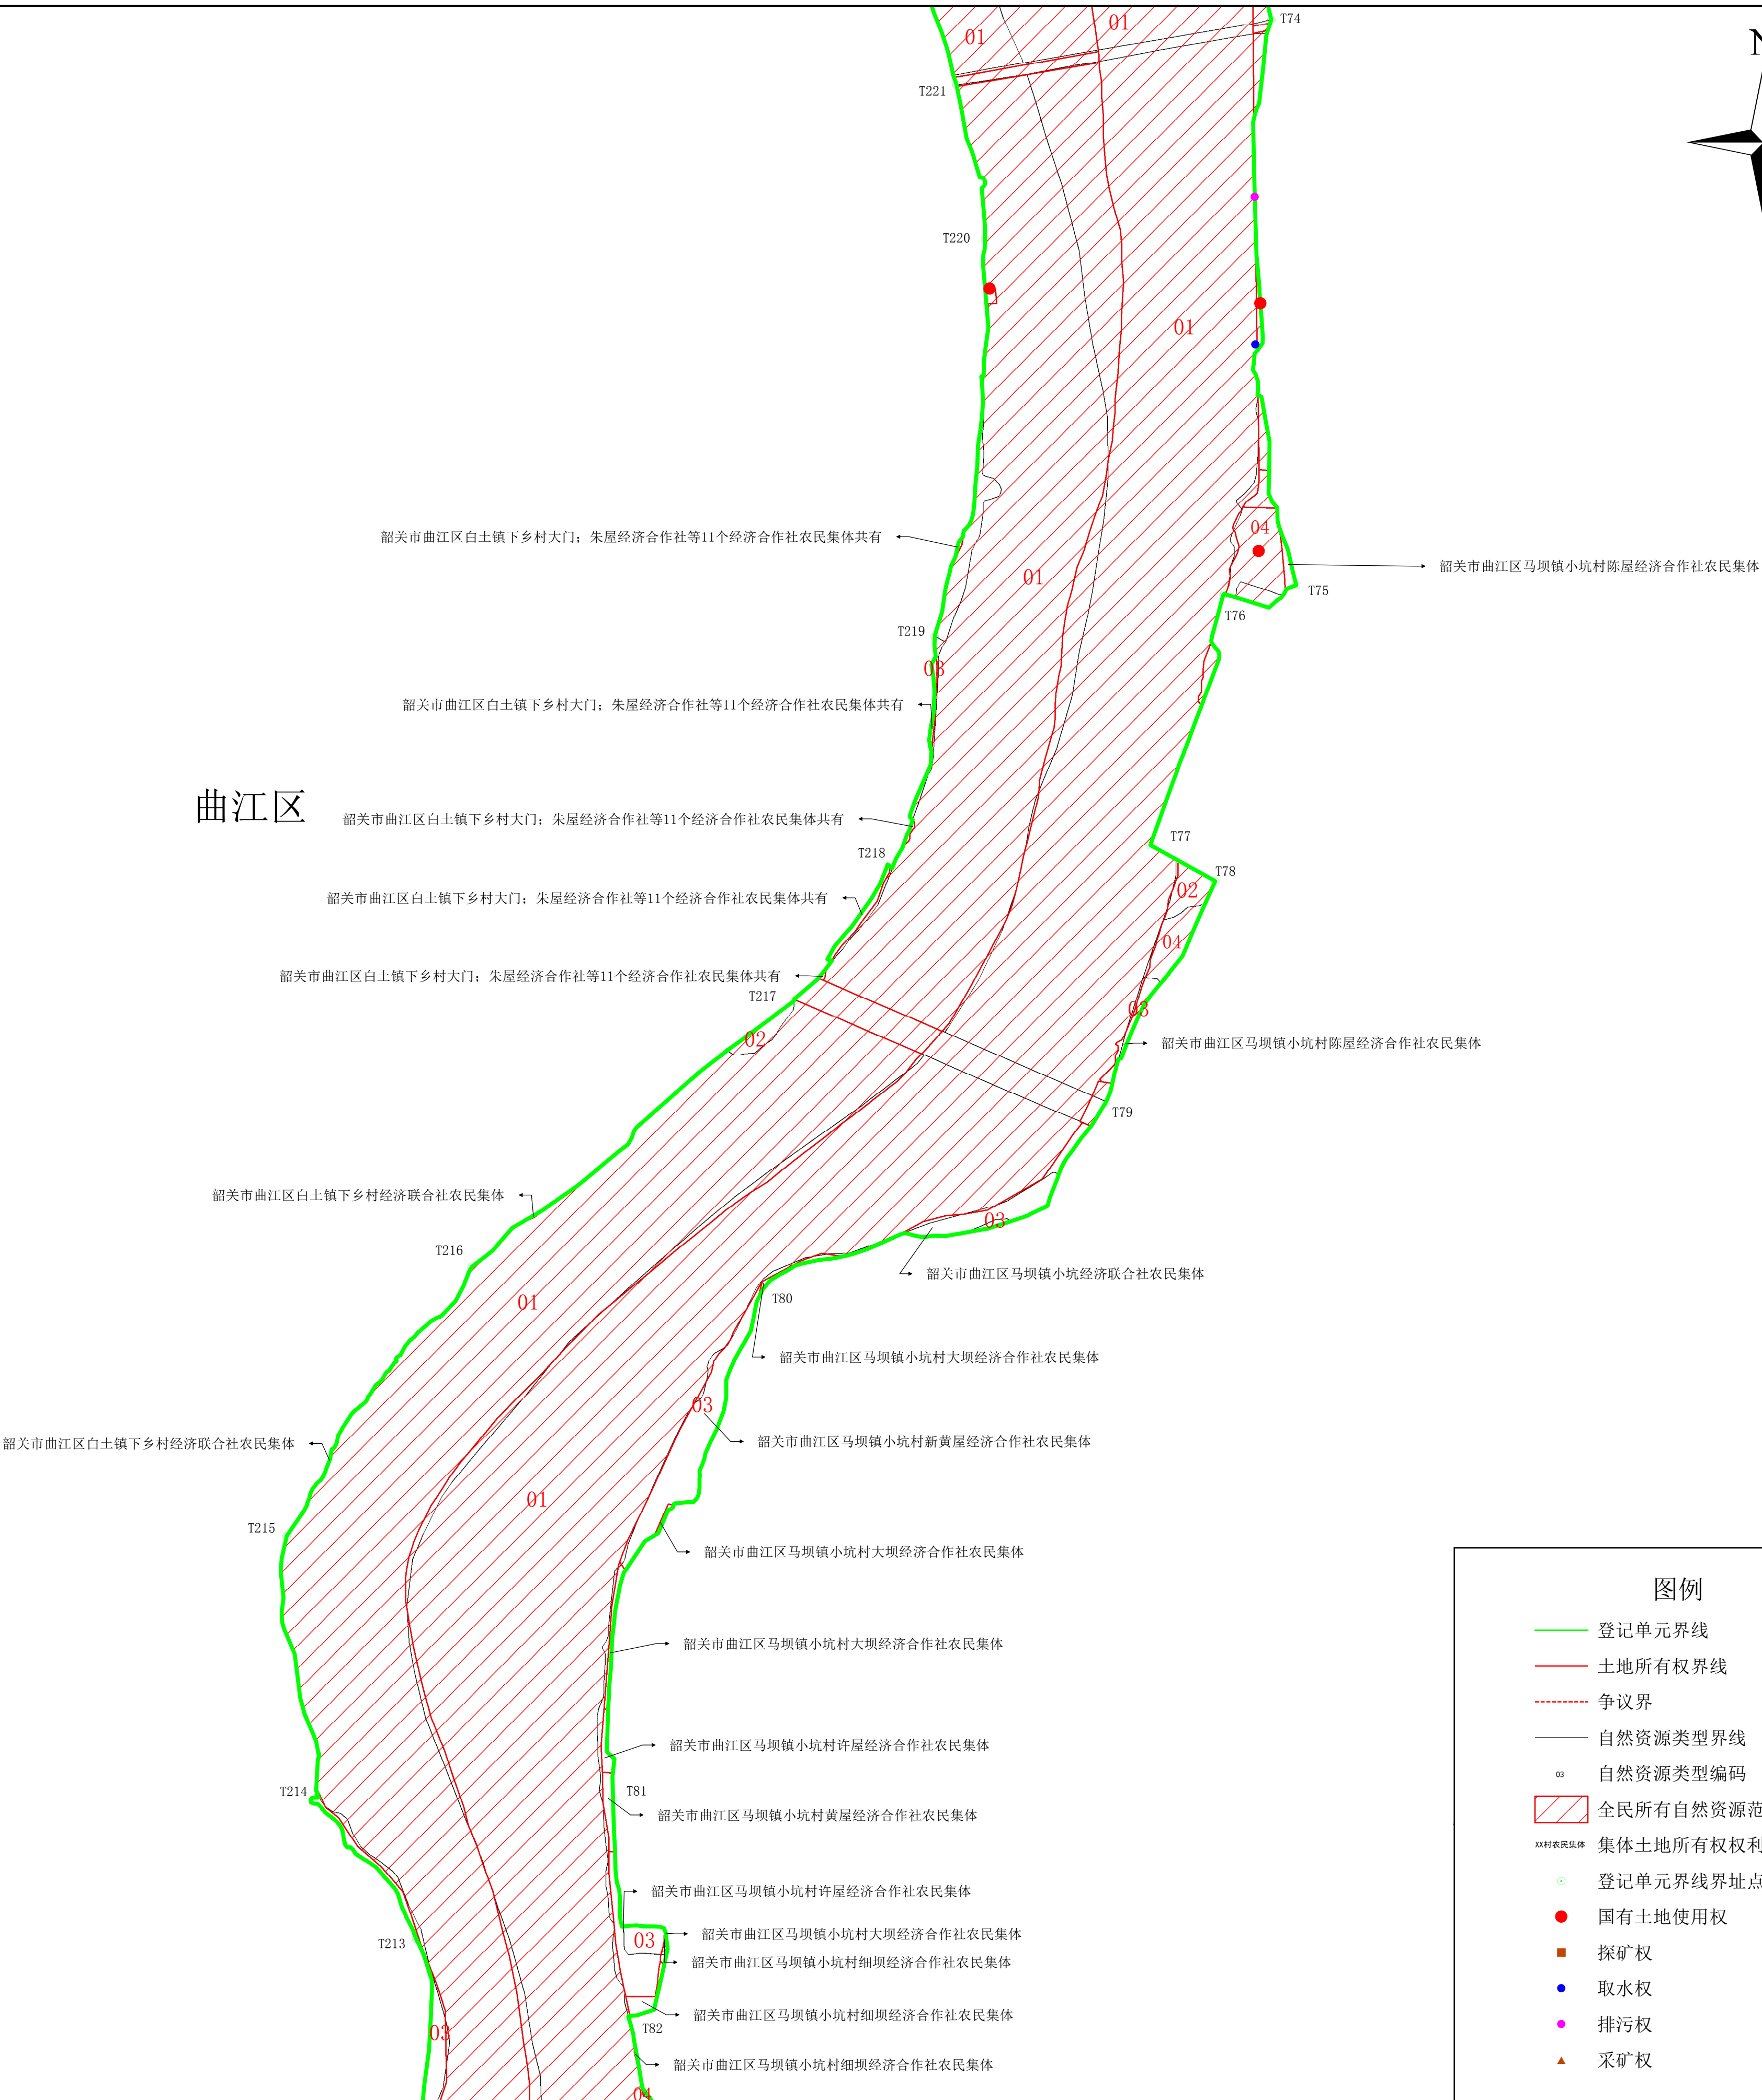 01
01
T74
N
T221
T220
01
韶关市曲江区白土镇下乡村大门；朱屋经济合作社等11个经济合作社农民集体共有
04
01
韶关市曲江区马坝镇小坑村陈屋经济合作社农民集体
T75
T76
T219
03
韶关市曲江区白土镇下乡村大门；朱屋经济合作社等11个经济合作社农民集体共有
曲江区
韶关市曲江区白土镇下乡村大门；朱屋经济合作社等11个经济合作社农民集体共有
T77
T218
T78
02
韶关市曲江区白土镇下乡村大门；朱屋经济合作社等11个经济合作社农民集体共有
04
韶关市曲江区白土镇下乡村大门；朱屋经济合作社等11个经济合作社农民集体共有
T217
03
02
韶关市曲江区马坝镇小坑村陈屋经济合作社农民集体
T79
韶关市曲江区白土镇下乡村经济联合社农民集体
03
T216
韶关市曲江区马坝镇小坑经济联合社农民集体
T80
01
韶关市曲江区马坝镇小坑村大坝经济合作社农民集体
03
韶关市曲江区白土镇下乡村经济联合社农民集体
韶关市曲江区马坝镇小坑村新黄屋经济合作社农民集体
01
T215
韶关市曲江区马坝镇小坑村大坝经济合作社农民集体
韶关市曲江区马坝镇小坑村大坝经济合作社农民集体
韶关市曲江区马坝镇小坑村许屋经济合作社农民集体
T214
T81
韶关市曲江区马坝镇小坑村黄屋经济合作社农民集体
韶关市曲江区马坝镇小坑村许屋经济合作社农民集体
韶关市曲江区马坝镇小坑村大坝经济合作社农民集体
03
T213
韶关市曲江区马坝镇小坑村细坝经济合作社农民集体
韶关市曲江区马坝镇小坑村细坝经济合作社农民集体
T82
03
韶关市曲江区马坝镇小坑村细坝经济合作社农民集体
04
图例
登记单元界线
土地所有权界线
争议界
自然资源类型界线
03 自然资源类型编码
全民所有自然资源范
XX村农民集体 集体土地所有权权利
登记单元界线界址点
国有土地使用权
探矿权
取水权
排污权
采矿权